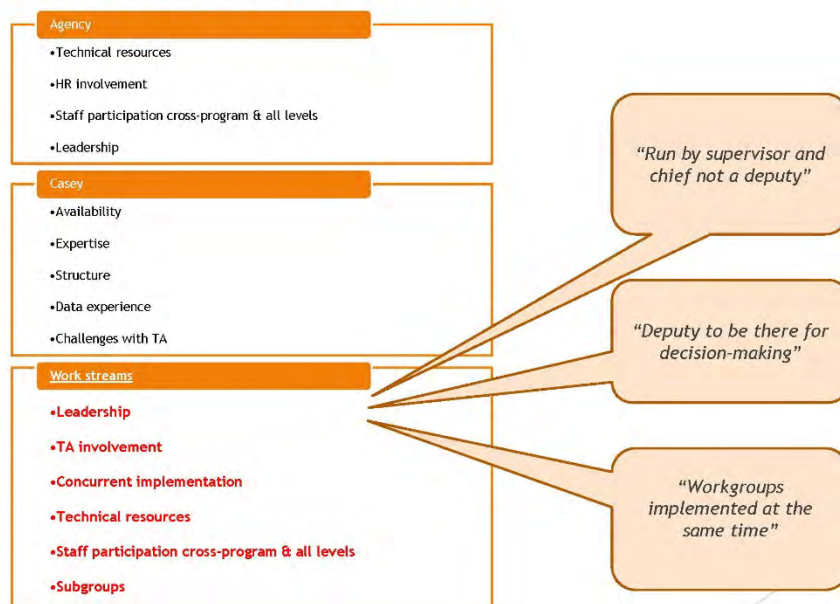 Agency
•Technical resources
•HR involvement
•Staff participation cross-program & all levels
•Leadership
Casey
•Availability
•Expertise
•Structure
•Data experience
•Challenges with TA
Work streams
•Leadership
•TA involvement
•Concurrent implementation
•Technical resources
•Staff participation cross-program & all levels
•Subgroups
“Run by supervisor and
chief not a deputy”
“Deputy to be there for
decision-making”
“Workgroups
implemented at the
same time”